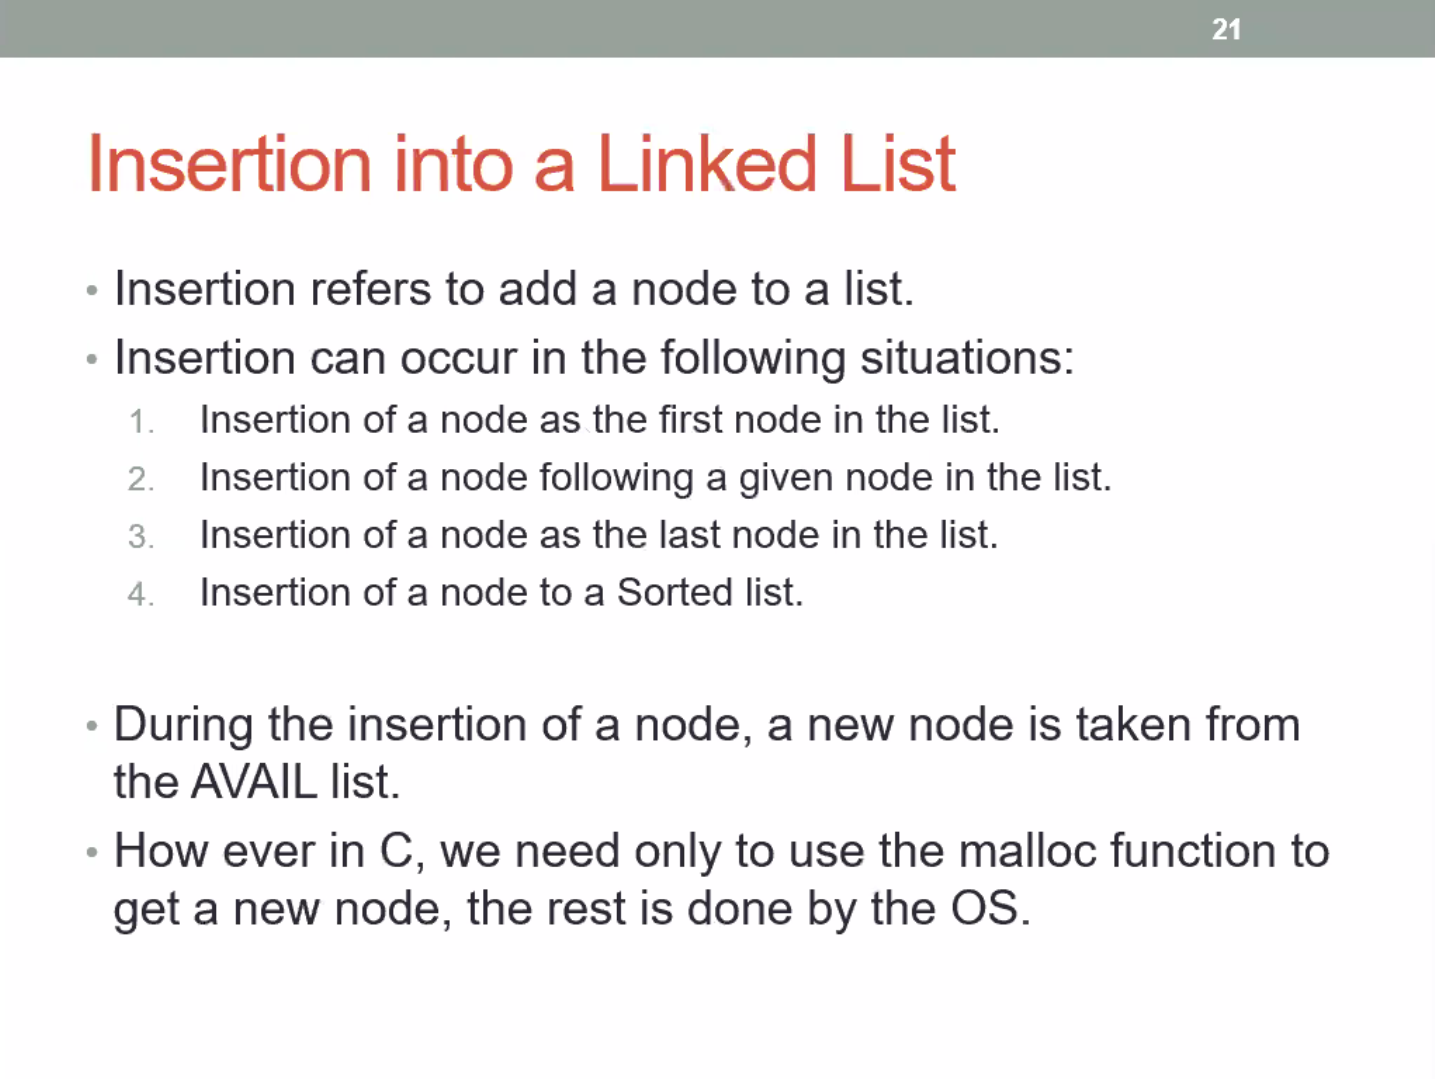 21
Insertion into a Linked List
• Insertion refers to add a node to a list.
• Insertion can occur in the following situations:
1. Insertion of a node as the first node in the list.
2. Insertion of a node following a given node in the list.
3. Insertion of a node as the last node in the list.
4. Insertion of a node to a Sorted list.
• During the insertion of a node, a new node is taken from
the AVAIL list.
• How ever in C, we need only to use the malloc function to
get a new node, the rest is done by the OS.